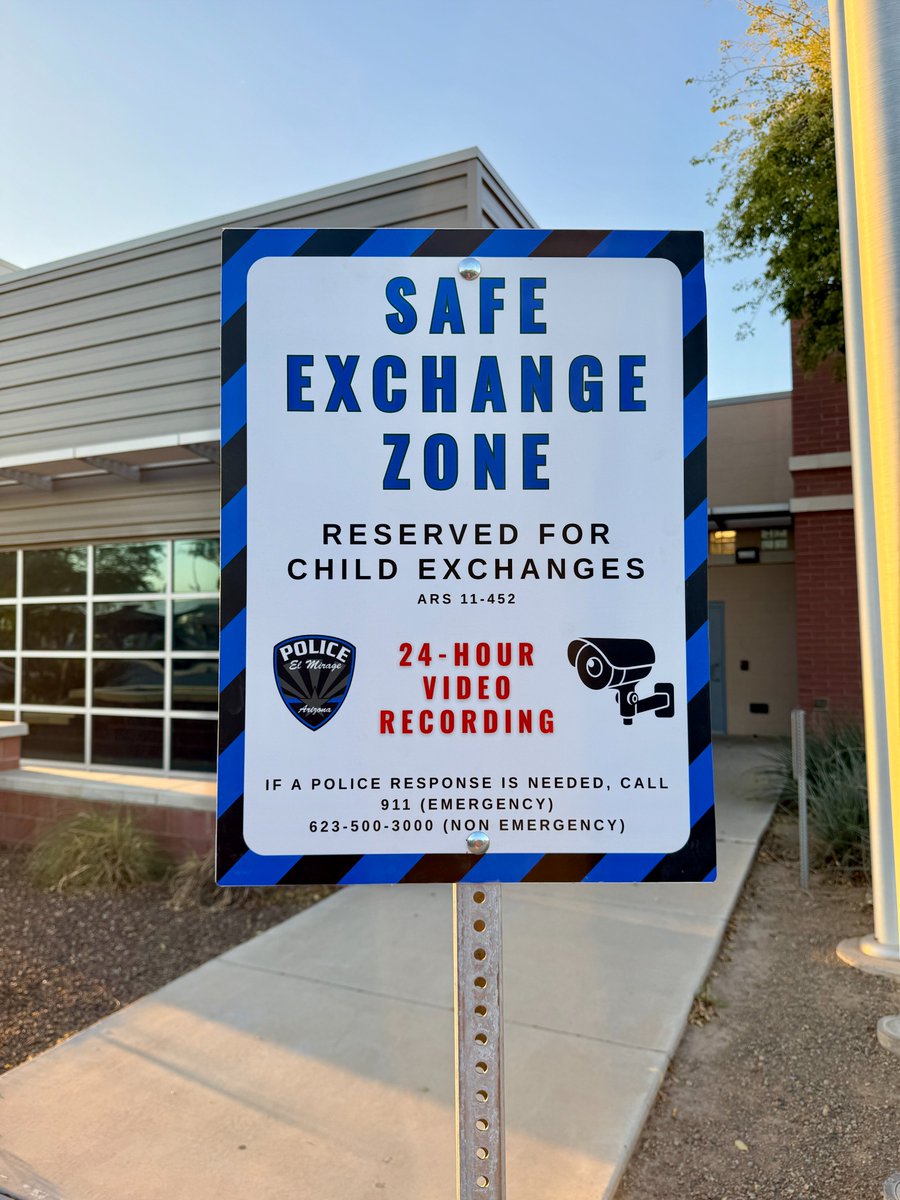 SAFE
EXCHANGE
ZONE
RESERVED FOR
CHILD EXCHANGES
ARS 11-452
POLICE
El Mirage
Arizona
24-HOUR
VIDEO
RECORDING
IF A POLICE RESPONSE IS NEEDED, CALL
911 (EMERGENCY)
623-500-3000 (NON EMERGENCY)